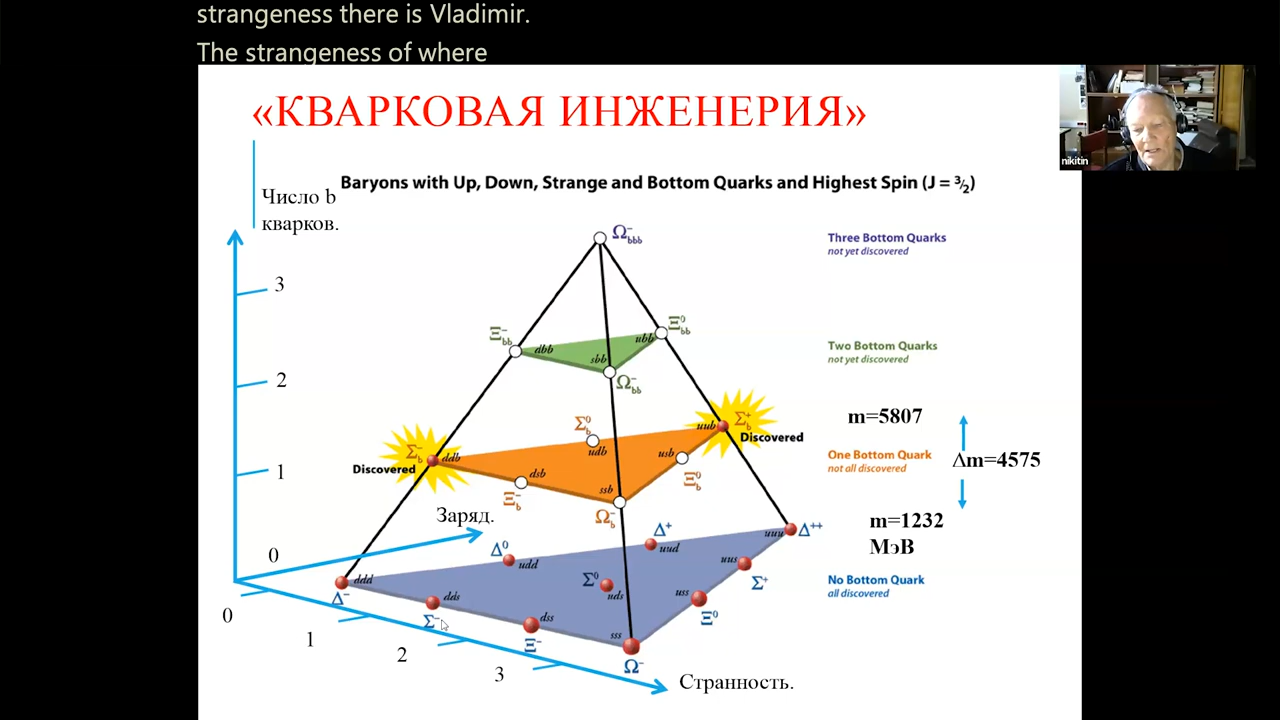 strangeness there is Vladimir.
The strangeness of where
«КВАРКОВАЯ ИНЖЕНЕРИЯ»
nikitin
Baryons with Up, Down, Strange and Bottom Quarks and Highest Spin (J = 3/2)
Число b
кварков.
Ω⁻bbb
Three Bottom Quarks
not yet discovered
3
Ξ⁻bb
dbb
sbb
ubb
Ξ⁰bb
Ω⁻bb
Two Bottom Quarks
not yet discovered
2
m=5807
Σ⁻b
ddb
Discovered
Σ⁰b
udb
uub
Σ⁺b
Discovered
One Bottom Quark
not all discovered
Δm=4575
1
dsb
Ξ⁻b
ssb
Ω⁻b
usb
Ξ⁰b
Заряд.
m=1232
МэВ
0
Δ⁰
udd
Δ⁺
uud
uuu
Δ⁺⁺
No Bottom Quark
all discovered
ddd
Δ⁻
dds
Σ⁻
dss
Ξ⁻
Σ⁰
uds
sss
Ω⁻
uss
Ξ⁰
uus
Σ⁺
0
1
2
3
Странность.